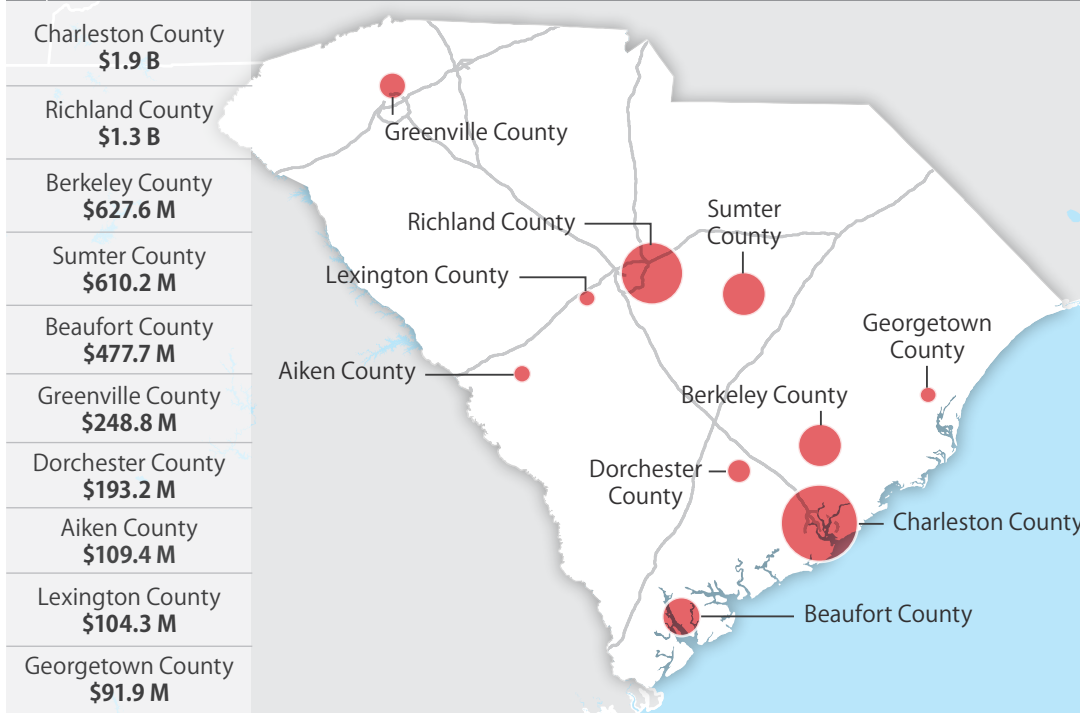 Charleston County
$1.9 B
Richland County
$1.3 B
Berkeley County
$627.6 M
Sumter County
$610.2 M
Beaufort County
$477.7 M
Greenville County
$248.8 M
Dorchester County
$193.2 M
Aiken County
$109.4 M
Lexington County
$104.3 M
Georgetown County
$91.9 M
Greenville County
Richland County
Sumter
County
Lexington County
Georgetown
County
Aiken County
Berkeley County
Dorchester
County
Charleston County
Beaufort County